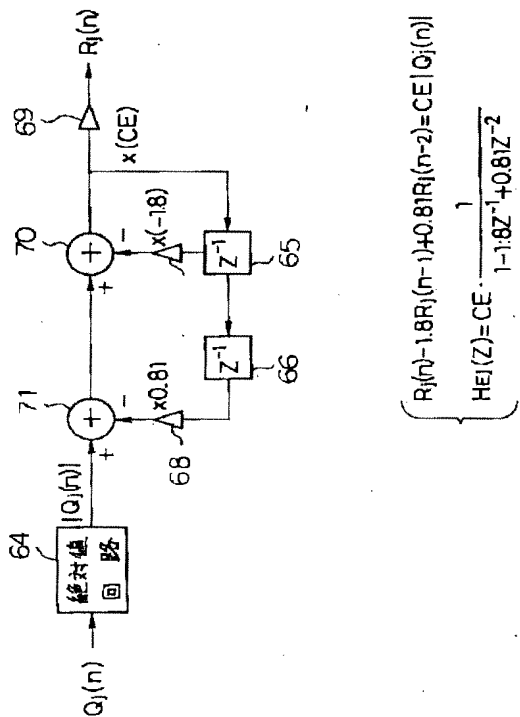 Qj(n)
64
絶対値
回 路
|Qj(n)|
71
+
+
−
×0.81
68
70
+
+
−
×(-1.8)
Z⁻¹
65
Z⁻¹
66
69
×(CE)
Rj(n)
Rj(n)-1.8Rj(n-1)+0.81Rj(n-2)=CE|Qj(n)|
HEj(Z)=CE·1/1-1.8Z⁻¹+0.81Z⁻²